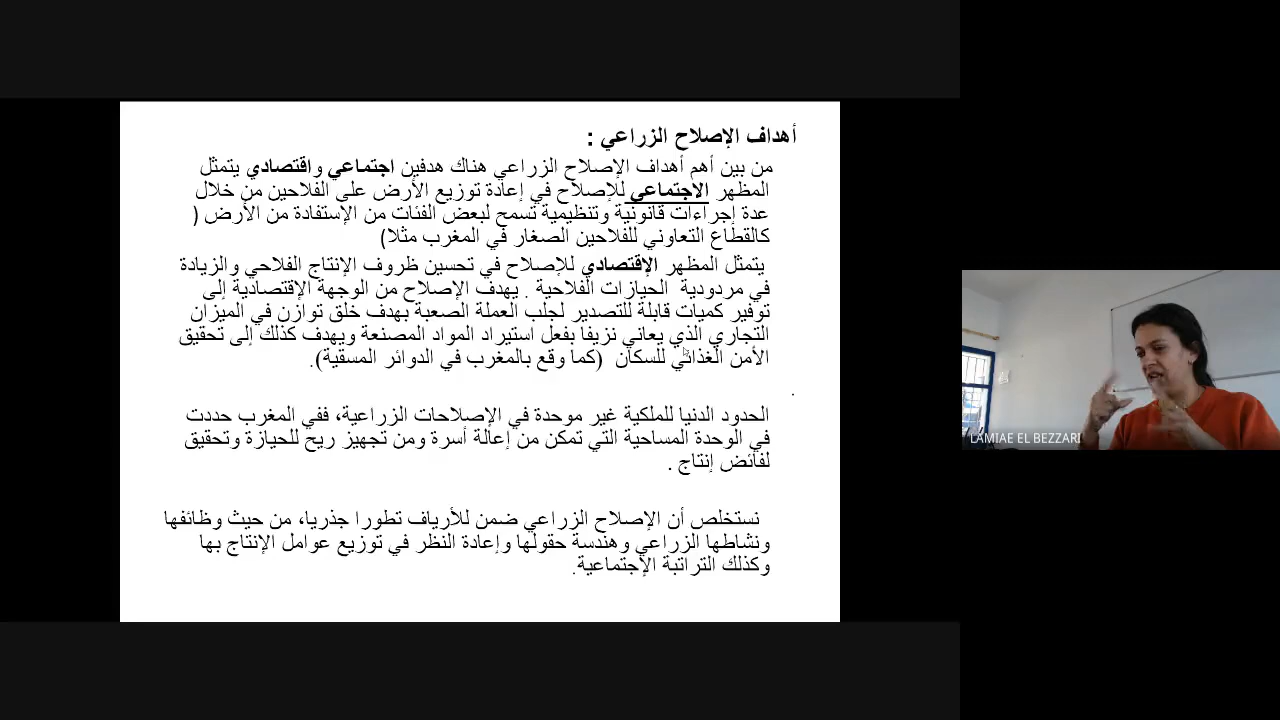 أهداف الإصلاح الزراعي :
من بين أهم أهداف الإصلاح الزراعي هناك هدفين اجتماعي واقتصادي يتمثل
المظهر الاجتماعي للإصلاح في إعادة توزيع الأرض على الفلاحين من خلال
عدة إجراءات قانونية وتنظيمية تسمح لبعض الفئات من الإستفادة من الأرض (
كالقطاع التعاوني للفلاحين الصغار في المغرب مثلا)
يتمثل المظهر الإقتصادي للإصلاح في تحسين ظروف الإنتاج الفلاحي والزيادة
في مردودية الحيازات الفلاحية . يهدف الإصلاح من الوجهة الإقتصادية إلى
توفير كميات قابلة للتصدير لجلب العملة الصعبة بهدف خلق توازن في الميزان
التجاري الذي يعاني نزيفا بفعل استيراد المواد المصنعة ويهدف كذلك إلى تحقيق
الأمن الغذائي للسكان (كما وقع بالمغرب في الدوائر المسقية).
.
الحدود الدنيا للملكية غير موحدة في الإصلاحات الزراعية، ففي المغرب حددت
في الوحدة المساحية التي تمكن من إعالة أسرة ومن تجهيز ريح للحيازة وتحقيق
لفائض إنتاج .
نستخلص أن الإصلاح الزراعي ضمن للأرياف تطورا جذريا، من حيث وظائفها
ونشاطها الزراعي وهندسة حقولها وإعادة النظر في توزيع عوامل الإنتاج بها
وكذلك التراتبة الإجتماعية.
LAMIAE EL BEZZARI